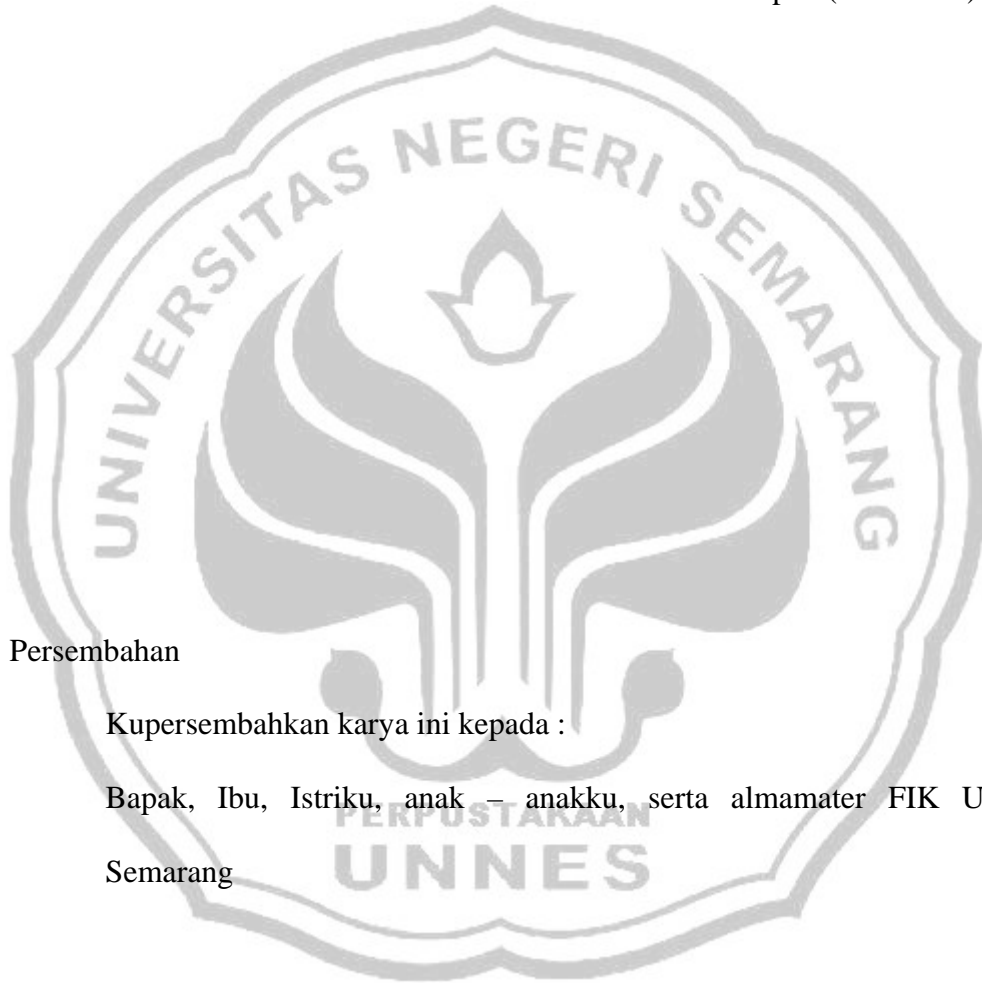 UNIVERSITAS NEGERI SEMARANG
Persembahan
Kupersembahkan karya ini kepada :
Bapak, Ibu, Istriku, anak – anakku, serta almamater FIK U
Semarang
PERPUSTAKAAN
UNNES